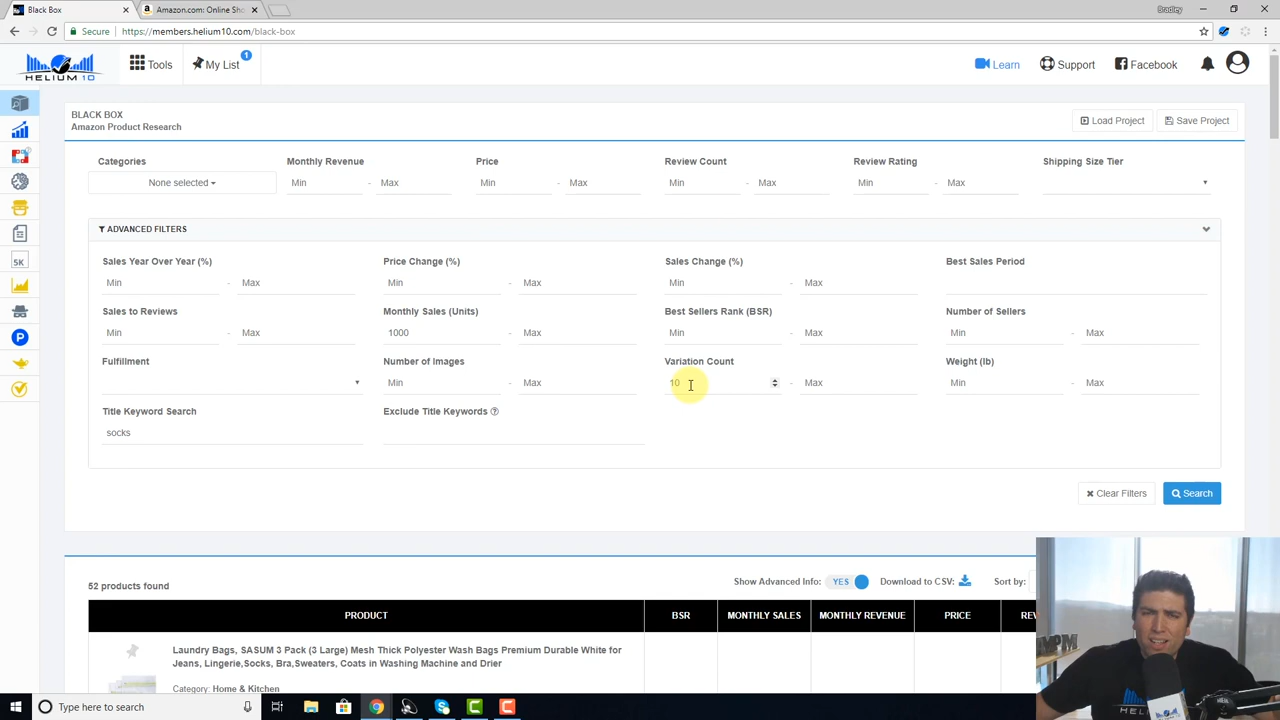 Black Box
Amazon.com: Online Sho
Bradley
Secure
https://members.helium10.com/black-box
HELIUM 10
Tools
My List
1
Learn
Support
Facebook
BLACK BOX
Amazon Product Research
Load Project
Save Project
Categories
Monthly Revenue
Price
Review Count
Review Rating
Shipping Size Tier
None selected
Min - Max
Min - Max
Min - Max
Min - Max
ADVANCED FILTERS
Sales Year Over Year (%)
Price Change (%)
Sales Change (%)
Best Sales Period
Min - Max
Min - Max
Min - Max
Sales to Reviews
Monthly Sales (Units)
Best Sellers Rank (BSR)
Number of Sellers
Min - Max
1000 - Max
Min - Max
Min - Max
Fulfillment
Number of Images
Variation Count
Weight (lb)
Min - Max
10 - Max
Min - Max
Title Keyword Search
Exclude Title Keywords
socks
5K
P
Clear Filters
Search
52 products found
Show Advanced Info:
YES
Download to CSV:
Sort by:
PRODUCT
BSR
MONTHLY SALES
MONTHLY REVENUE
PRICE
Laundry Bags, SASUM 3 Pack (3 Large) Mesh Thick Polyester Wash Bags Premium Durable White for
Jeans, Lingerie,Socks, Bra,Sweaters, Coats in Washing Machine and Drier
Category: Home & Kitchen
Type here to search